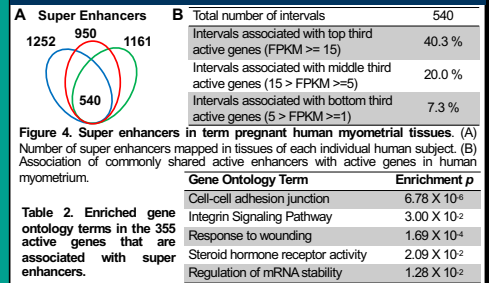 A Super Enhancers
950
1252 1161
540
B Total number of intervals 540
Intervals associated with top third
active genes (FPKM >= 15) 40.3 %
Intervals associated with middle third
active genes (15 > FPKM >=5) 20.0 %
Intervals associated with bottom third
active genes (5 > FPKM >=1) 7.3 %
Figure 4. Super enhancers in term pregnant human myometrial tissues. (A)
Number of super enhancers mapped in tissues of each individual human subject. (B)
Association of commonly shared active enhancers with active genes in human
myometrium.
Table 2. Enriched gene
ontology terms in the 355
active genes that are
associated with super
enhancers.
Gene Ontology Term Enrichment p
Cell-cell adhesion junction 6.78 X 10-6
Integrin Signaling Pathway 3.00 X 10-2
Response to wounding 1.69 X 10-4
Steroid hormone receptor activity 2.09 X 10-2
Regulation of mRNA stability 1.28 X 10-2